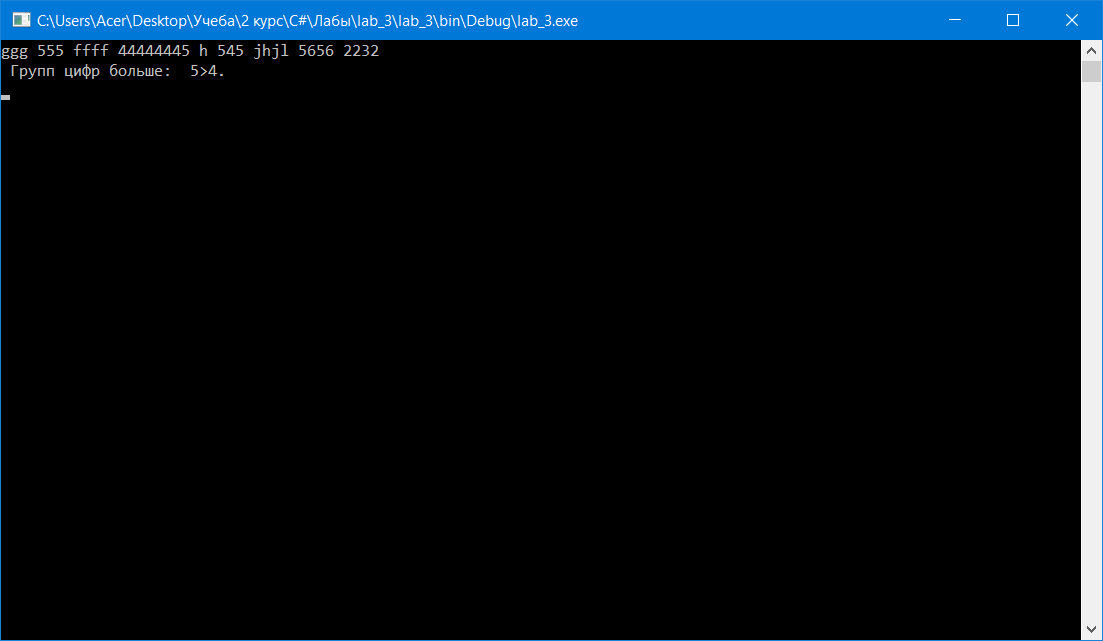 C:\Users\Acer\Desktop\Учеба\2 курс\C#\Лабы\lab_3\lab_3\bin\Debug\lab_3.exe
ggg 555 ffff 44444445 h 545 jhjl 5656 2232
Групп цифр больше:  5>4.